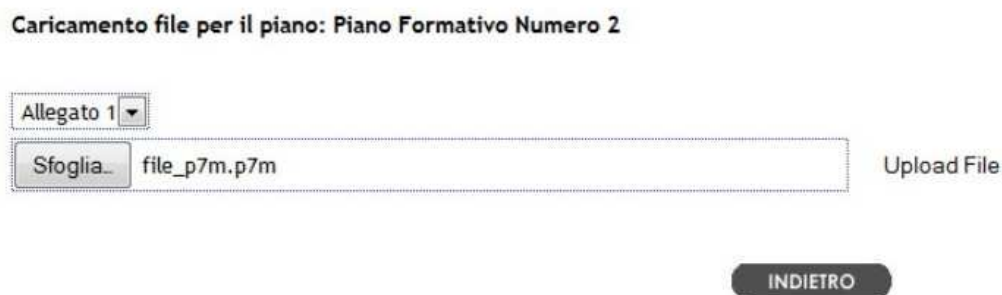 Caricamento file per il piano: Piano Formativo Numero 2
Allegato 1
Sfoglia... file_p7m.p7m Upload File
INDIETRO